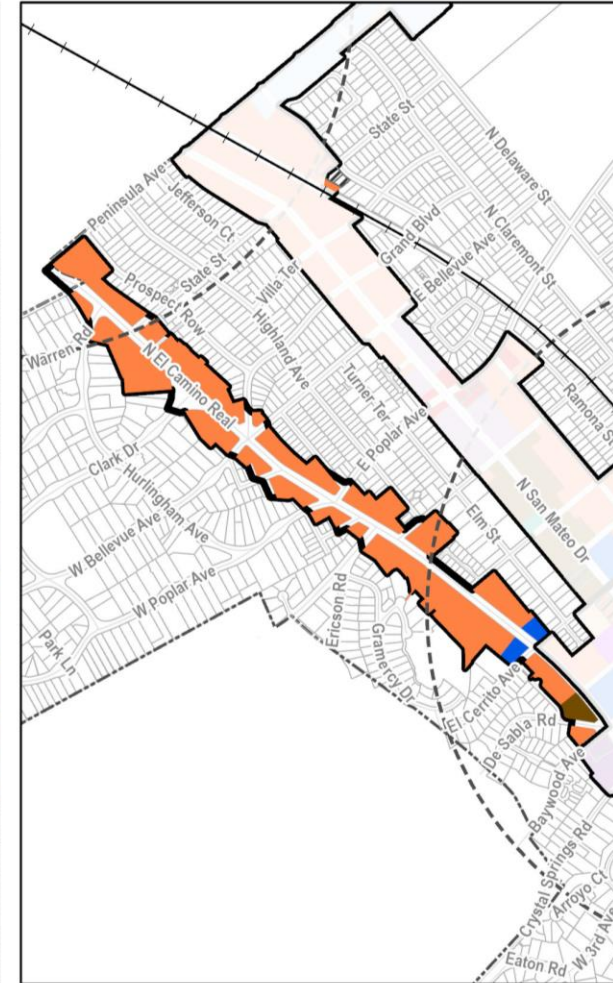 State St
N Delaware St
Peninsula Ave
Jefferson Ct
N Claremont St
Grand Blvd
State St
E Bellevue Ave
Villa Ter
Prospect Row
Warren Rd
Highland Ave
N El Camino Real
Turner Ter
Ramona St
E Poplar Ave
Clark Dr
Hurlingham Ave
N San Mateo Dr
W Bellevue Ave
Elm St
W Poplar Ave
Ericson Rd
Park Ln
Gramercy Dr
El Cerrito Ave
De Sabla Rd
Baywood Ave
Crystal Springs Rd
Arroyo Ct
W 3rd Ave
Eaton Rd